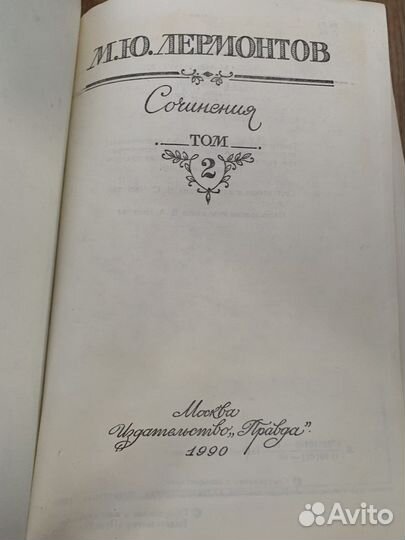 М.Ю. ЛЕРМОНТОВ
Сочинения
ТОМ
2
Москва
Издательство „Правда“
1990
Avito